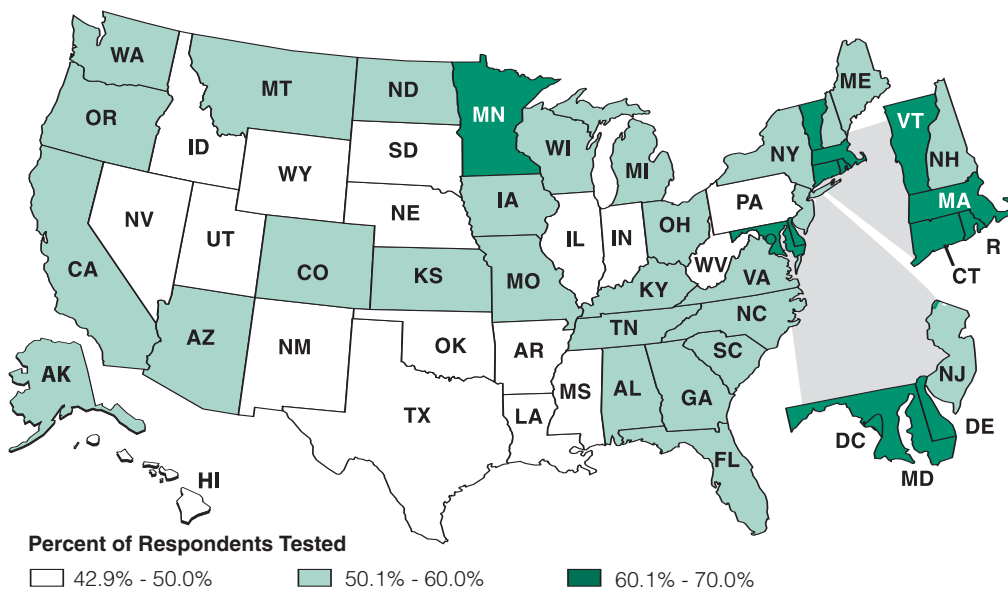 WA
ME
MT
ND
VT
MN
OR
NY
NH
WI
ID
SD
MI
WY
MA
IA
PA
NE
R
OH
NV
IL
IN
UT
CT
WV
CA
CO
VA
KS
MO
KY
NC
TN
AZ
OK
NM
AR
SC
AK
NJ
MS
AL
GA
TX
LA
DE
DC
FL
MD
HI
Percent of Respondents Tested
42.9% - 50.0% 50.1% - 60.0% 60.1% - 70.0%